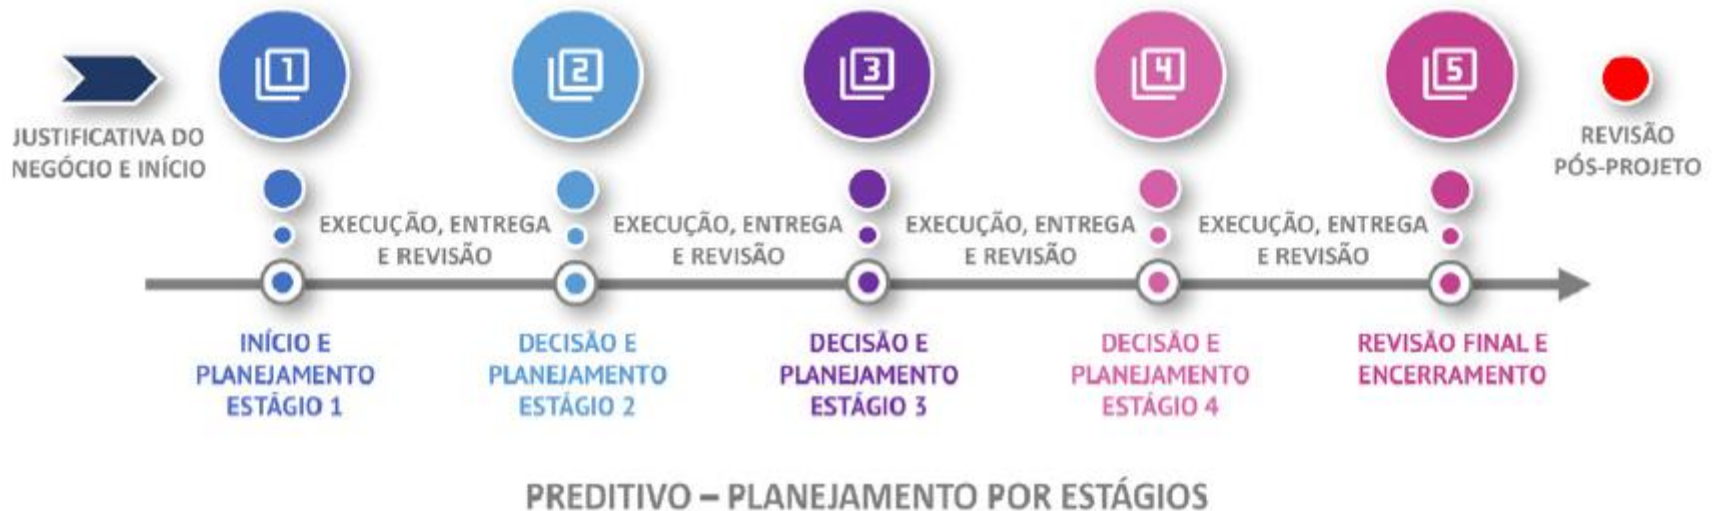 1
2
3
4
5
JUSTIFICATIVA DO
NEGÓCIO E INÍCIO
REVISÃO
PÓS-PROJETO
EXECUÇÃO, ENTREGA
E REVISÃO
EXECUÇÃO, ENTREGA
E REVISÃO
EXECUÇÃO, ENTREGA
E REVISÃO
EXECUÇÃO, ENTREGA
E REVISÃO
INÍCIO E
PLANEJAMENTO
ESTÁGIO 1
DECISÃO E
PLANEJAMENTO
ESTÁGIO 2
DECISÃO E
PLANEJAMENTO
ESTÁGIO 3
DECISÃO E
PLANEJAMENTO
ESTÁGIO 4
REVISÃO FINAL E
ENCERRAMENTO
PREDITIVO – PLANEJAMENTO POR ESTÁGIOS